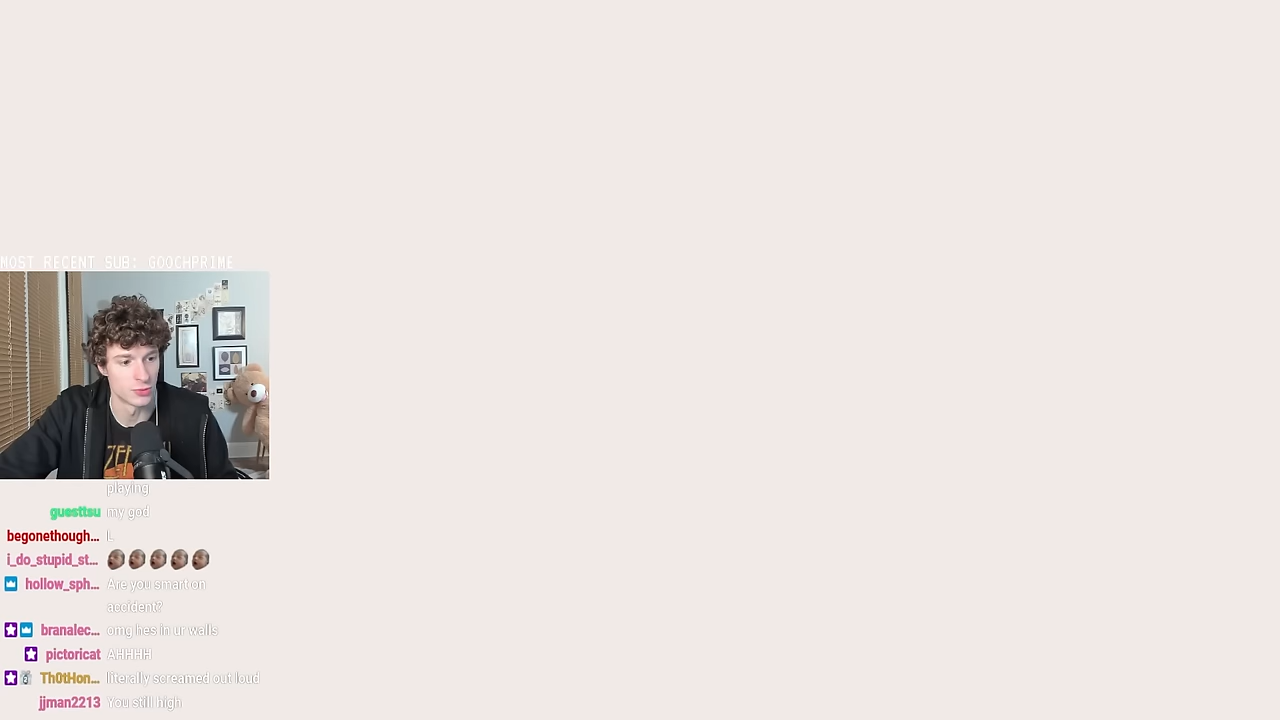 MOST RECENT SUB: GOOCHPRIME
playing
guesttsu my god
begonethough... L
i_do_stupid_st...
hollow_sph... Are you smart on
accident?
branalec... omg hes in ur walls
pictoricat AHHHH
Th0tHon... literally screamed out loud
jjman2213 You still high